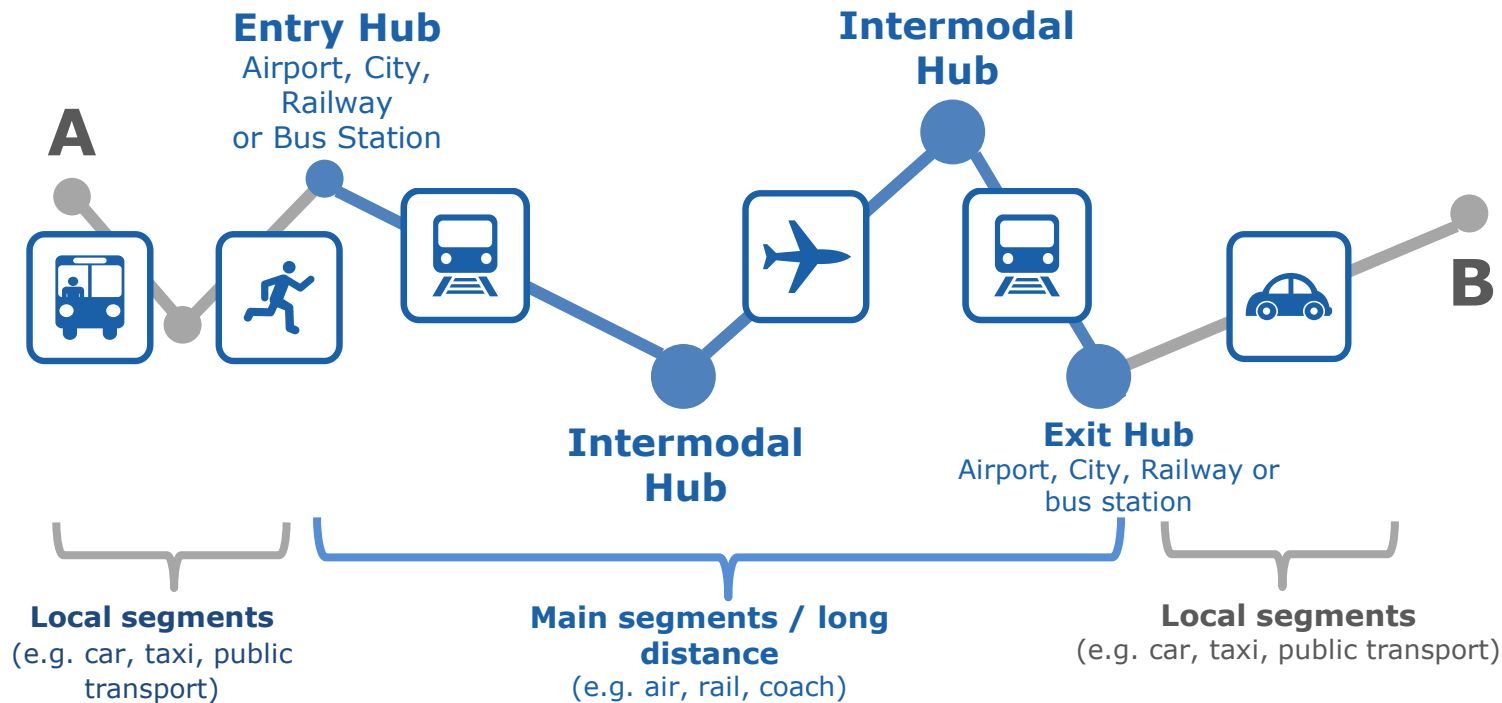 Entry Hub
Airport, City,
Railway
or Bus Station
Intermodal
Hub
A
B
Intermodal
Hub
Exit Hub
Airport, City, Railway or
bus station
Local segments
(e.g. car, taxi, public
transport)
Main segments / long
distance
(e.g. air, rail, coach)
Local segments
(e.g. car, taxi, public transport)